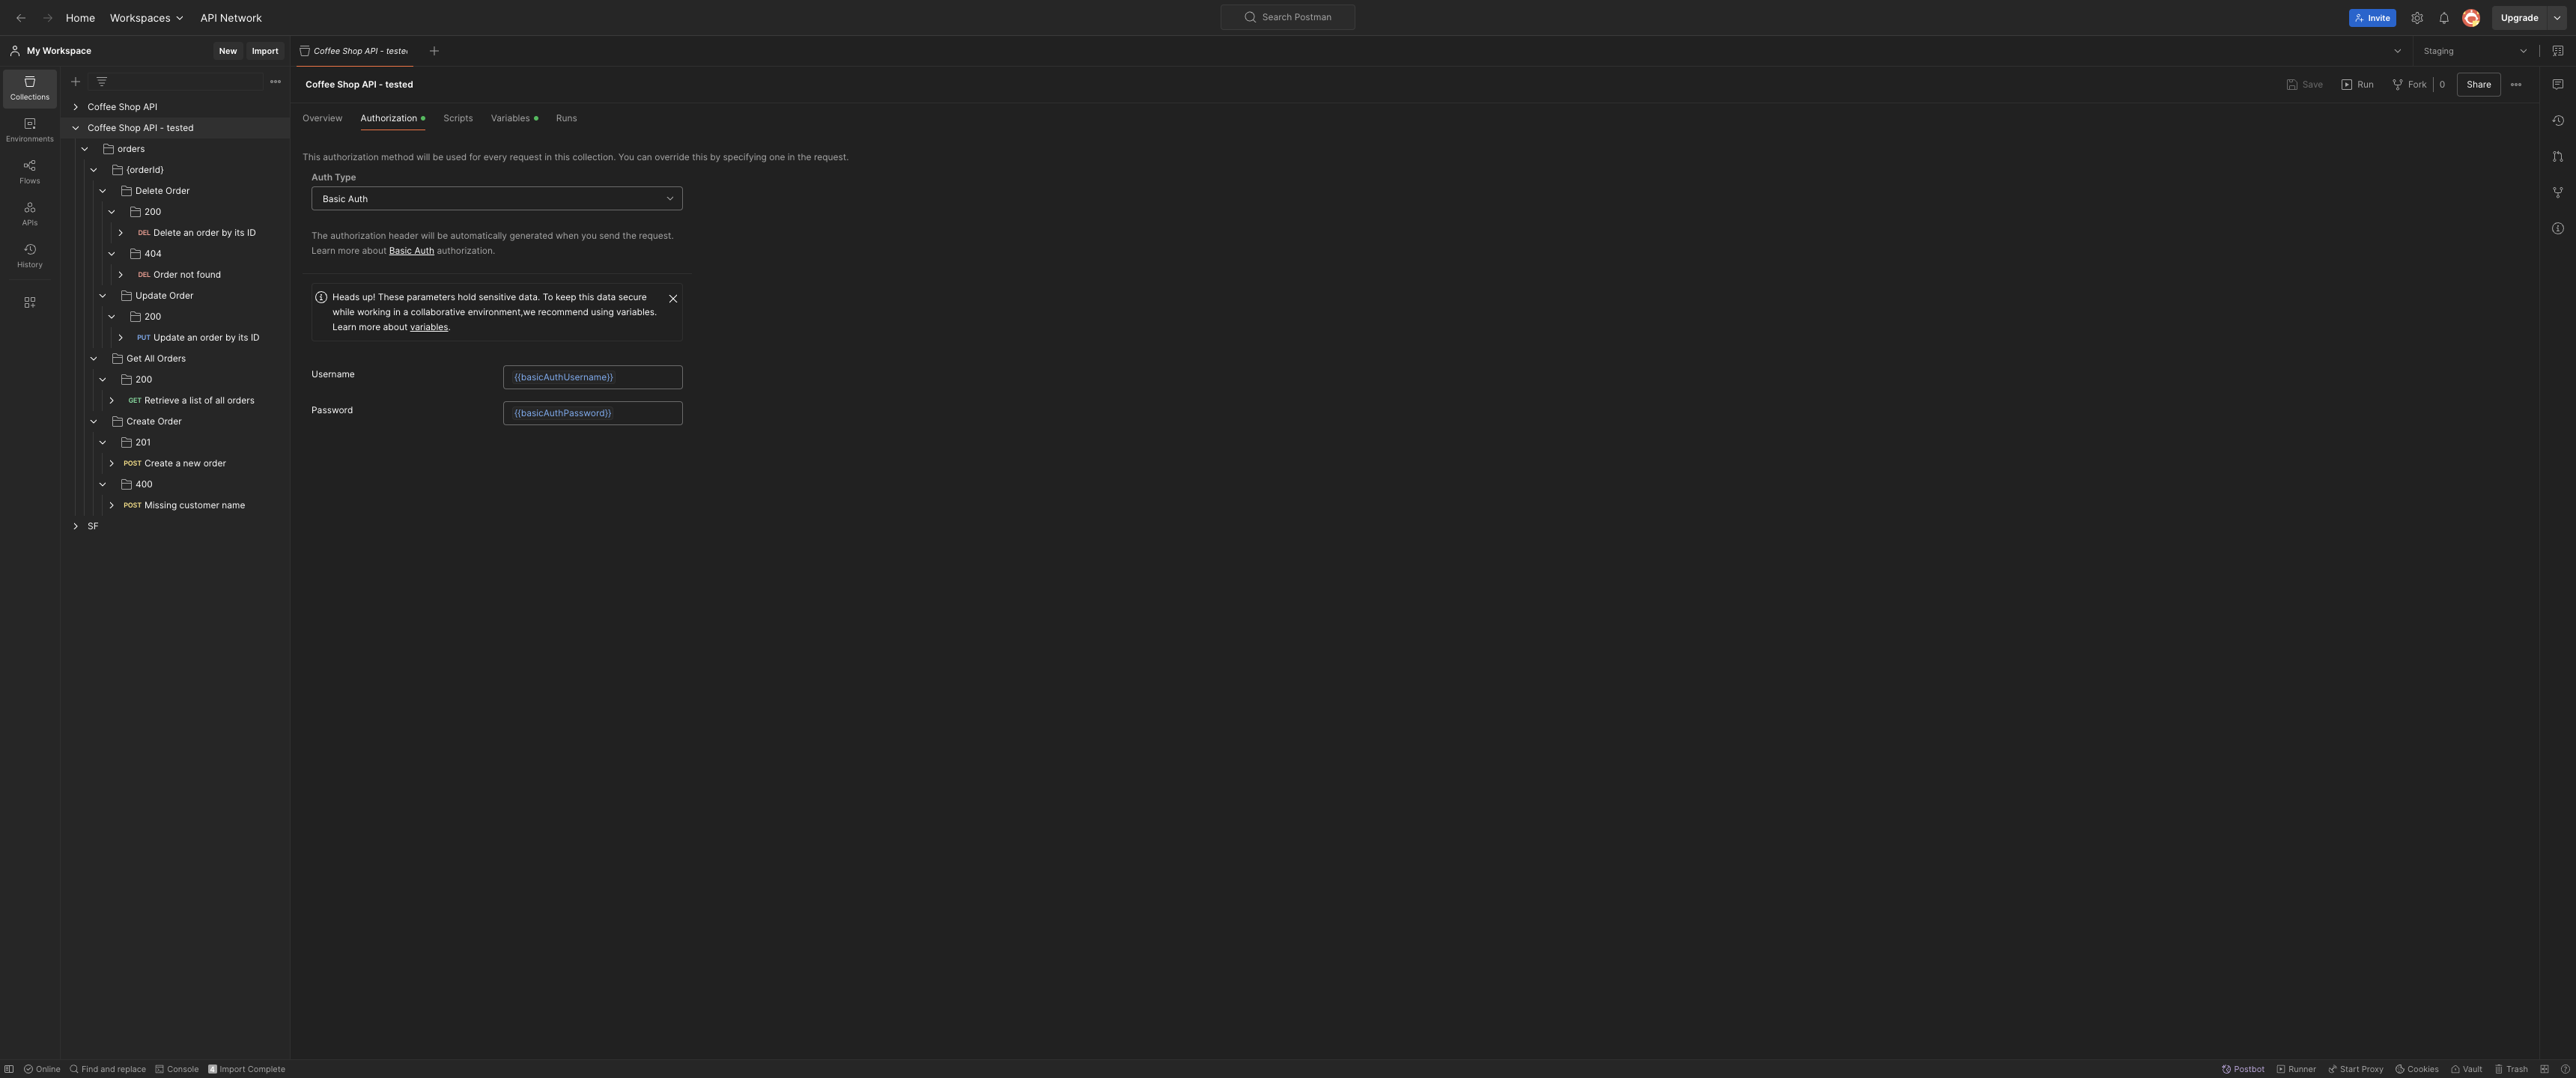 Home Workspaces API Network Search Postman Invite Upgrade
My Workspace New Import Coffee Shop API - teste Staging
Coffee Shop API - tested Save Run Fork 0 Share
Collections
Environments
Flows
APIs
History
Coffee Shop API
Coffee Shop API - tested
orders
{orderId}
Delete Order
200
DEL Delete an order by its ID
404
DEL Order not found
Update Order
200
PUT Update an order by its ID
Get All Orders
200
GET Retrieve a list of all orders
Create Order
201
POST Create a new order
400
POST Missing customer name
SF
Overview Authorization Scripts Variables Runs
This authorization method will be used for every request in this collection. You can override this by specifying one in the request.
Auth Type
Basic Auth
The authorization header will be automatically generated when you send the request.
Learn more about Basic Auth authorization.
Heads up! These parameters hold sensitive data. To keep this data secure
while working in a collaborative environment,we recommend using variables.
Learn more about variables.
Username {{basicAuthUsername}}
Password {{basicAuthPassword}}
Online Find and replace Console Import Complete Postbot Runner Start Proxy Cookies Vault Trash